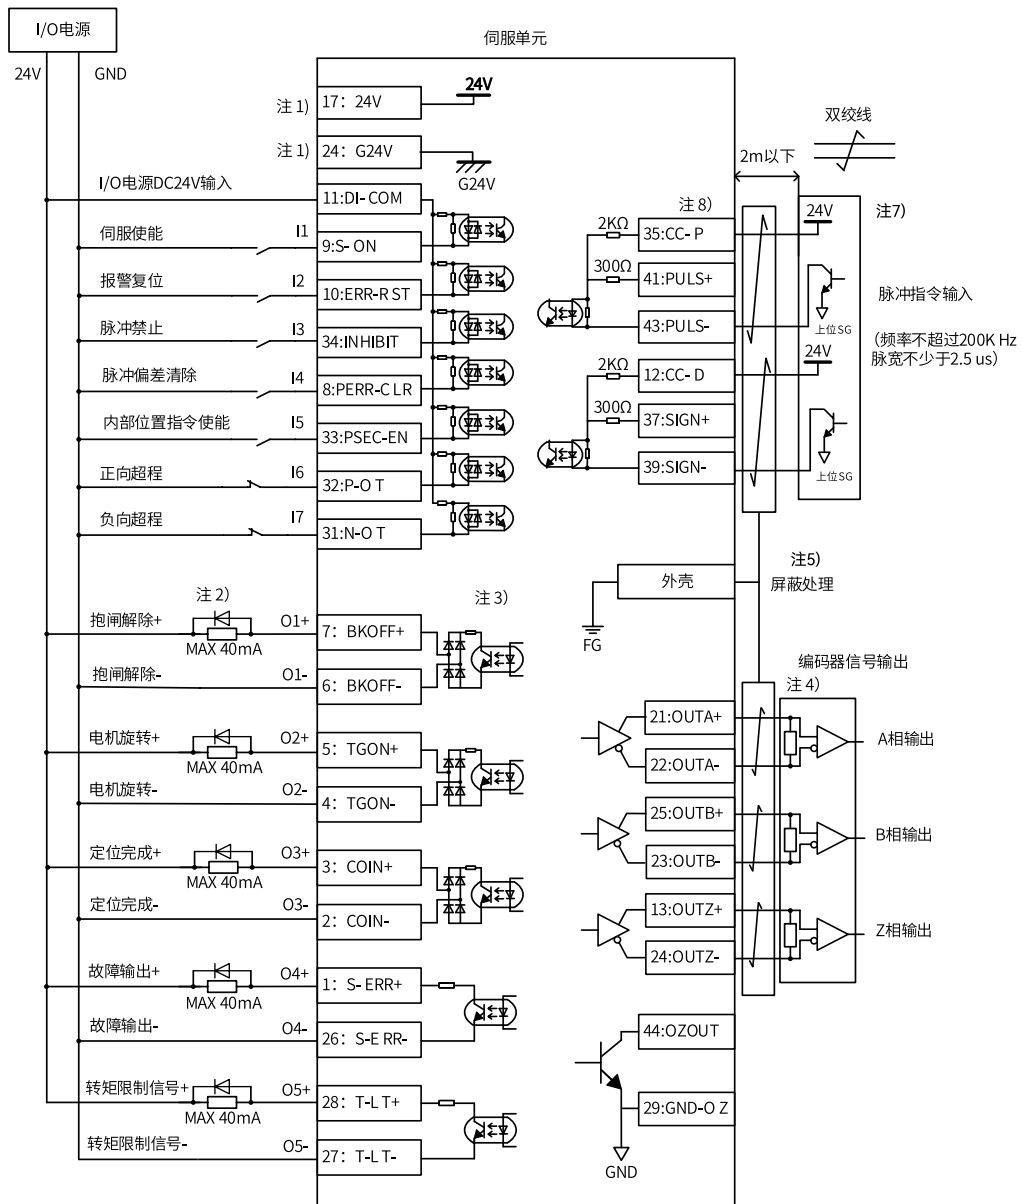 I/O电源
24V
GND
伺服单元
注 1)
17：24V
24V
注 1)
24：G24V
G24V
I/O电源DC24V输入
11:DI-COM
伺服使能
I1
9:S-ON
报警复位
I2
10:ERR-RST
脉冲禁止
I3
34:INHIBIT
脉冲偏差清除
I4
8:PERR-CLR
内部位置指令使能
I5
33:PSEC-EN
正向超程
I6
32:P-OT
负向超程
I7
31:N-OT
注 2）
注 3）
抱闸解除+
MAX 40mA
O1+
7：BKOFF+
抱闸解除-
O1-
6：BKOFF-
电机旋转+
MAX 40mA
O2+
5：TGON+
电机旋转-
O2-
4：TGON-
定位完成+
MAX 40mA
O3+
3：COIN+
定位完成-
O3-
2：COIN-
故障输出+
MAX 40mA
O4+
1：S-ERR+
故障输出-
O4-
26：S-ERR-
转矩限制信号+
MAX 40mA
O5+
28：T-LT+
转矩限制信号-
O5-
27：T-LT-
双绞线
2m以下
注 8）
注7)
2KΩ
35:CC-P
24V
300Ω
41:PULS+
43:PULS-
上位SG
脉冲指令输入
（频率不超过200K Hz
脉宽不少于2.5 us）
2KΩ
12:CC-D
24V
300Ω
37:SIGN+
39:SIGN-
上位SG
注5）
外壳
屏蔽处理
FG
编码器信号输出
注 4）
21:OUTA+
22:OUTA-
A相输出
25:OUTB+
23:OUTB-
B相输出
13:OUTZ+
24:OUTZ-
Z相输出
44:OZOUT
29:GND-OZ
GND